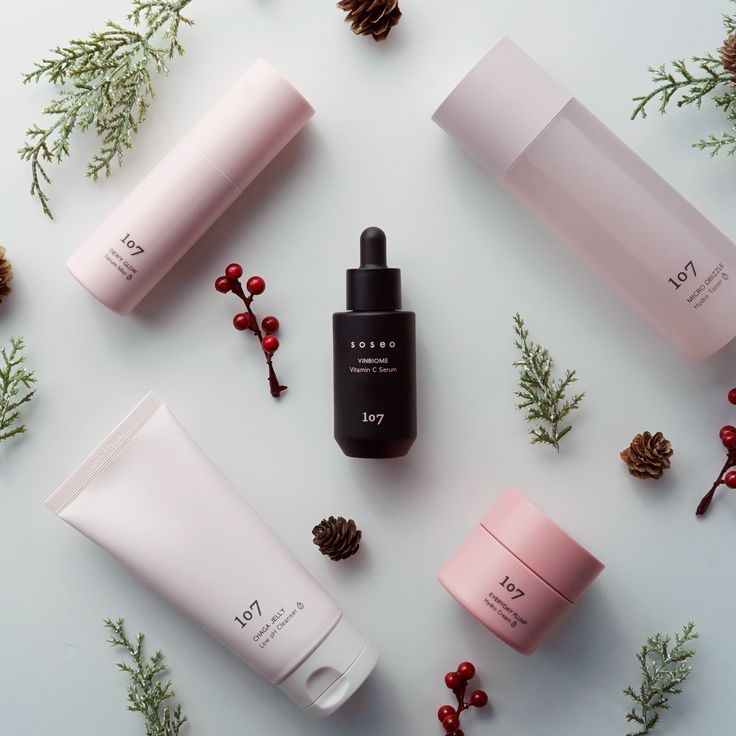 107
DEWY GLOW
Serum Mist
107
MICRO DRIZZLE
Hydro Toner
soseo
VINBIOME
Vitamin C Serum
107
107
CHAGA JELLY
Low pH Cleanser
107
EVERYDAY PLUMP
Hydro Cream